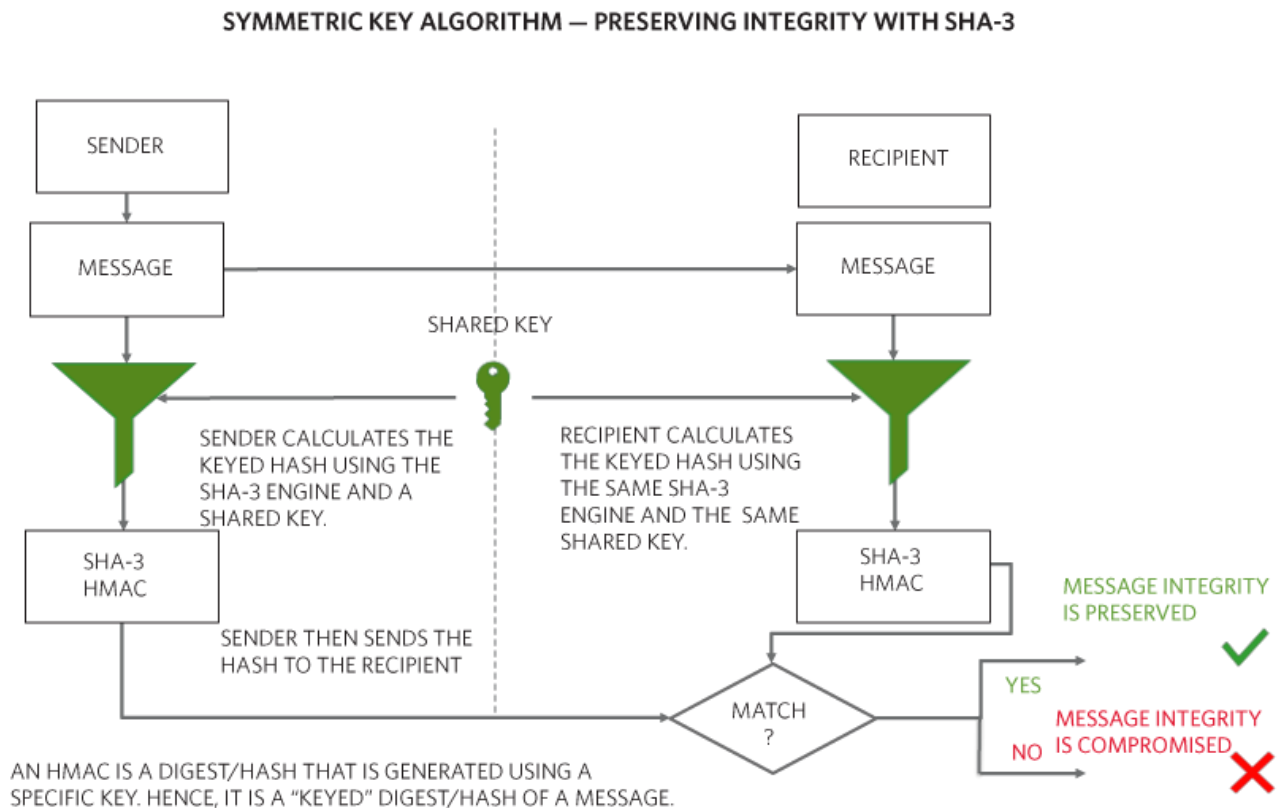 SYMMETRIC KEY ALGORITHM — PRESERVING INTEGRITY WITH SHA-3
SENDER
RECIPIENT
MESSAGE
MESSAGE
SHARED KEY
SENDER CALCULATES THE
KEYED HASH USING THE
SHA-3 ENGINE AND A
SHARED KEY.
RECIPIENT CALCULATES
THE KEYED HASH USING
THE SAME SHA-3
ENGINE AND THE SAME
SHARED KEY.
SHA-3
HMAC
SHA-3
HMAC
SENDER THEN SENDS THE
HASH TO THE RECIPIENT
MATCH
?
YES
MESSAGE INTEGRITY
IS PRESERVED
NO
MESSAGE INTEGRITY
IS COMPROMISED
AN HMAC IS A DIGEST/HASH THAT IS GENERATED USING A
SPECIFIC KEY. HENCE, IT IS A “KEYED” DIGEST/HASH OF A MESSAGE.